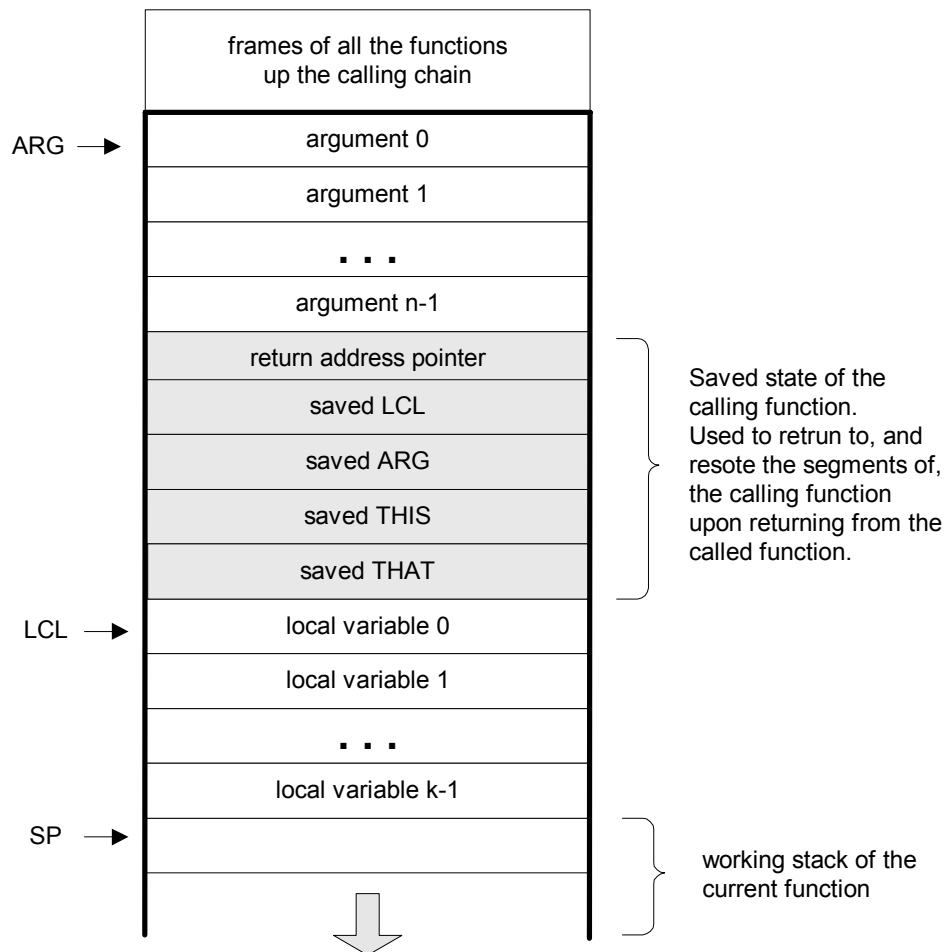 frames of all the functions
up the calling chain
ARG
argument 0
argument 1
. . .
argument n-1
return address pointer
saved LCL
saved ARG
saved THIS
saved THAT
Saved state of the
calling function.
Used to retrun to, and
resote the segments of,
the calling function
upon returning from the
called function.
LCL
local variable 0
local variable 1
. . .
local variable k-1
SP
working stack of the
current function